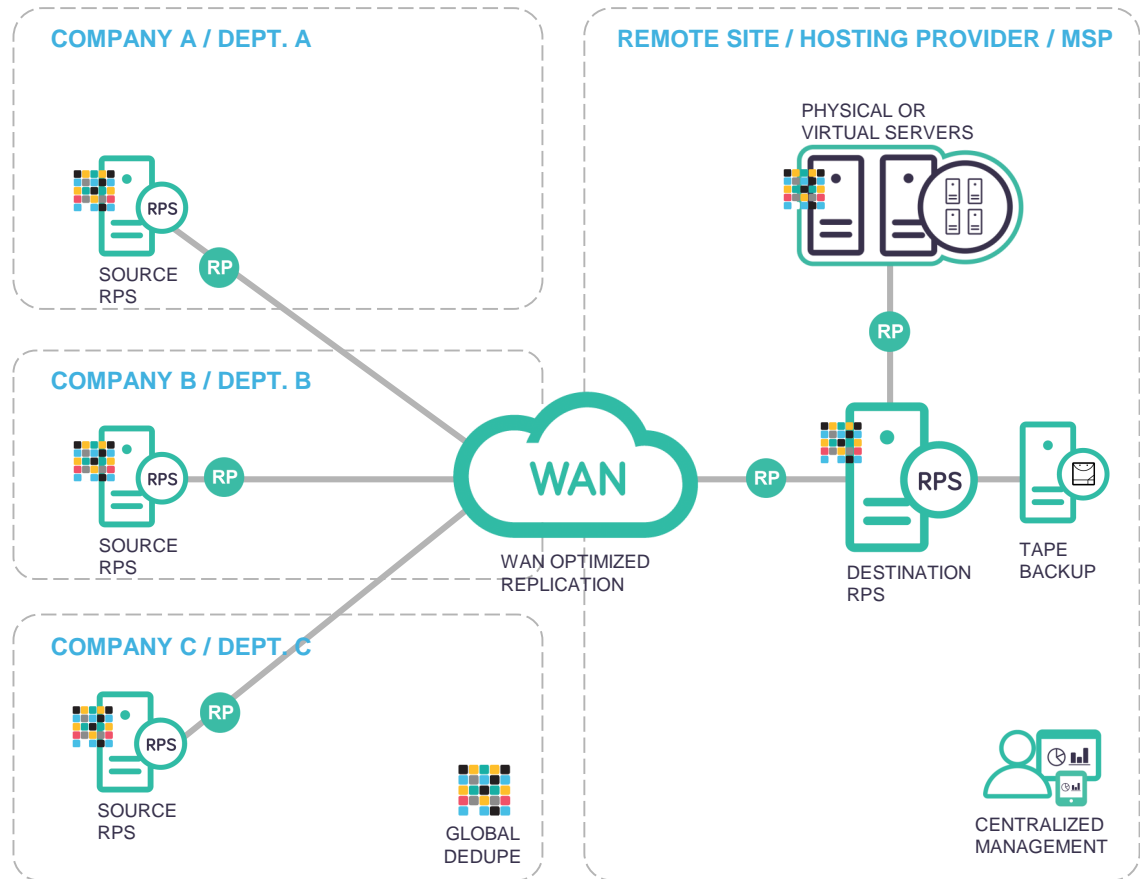 COMPANY A / DEPT. A
RPS
RP
SOURCE
RPS
COMPANY B / DEPT. B
RPS
RP
SOURCE
RPS
COMPANY C / DEPT. C
RPS
RP
SOURCE
RPS
GLOBAL
DEDUPE
WAN
WAN OPTIMIZED
REPLICATION
REMOTE SITE / HOSTING PROVIDER / MSP
PHYSICAL OR
VIRTUAL SERVERS
RP
RP
RPS
DESTINATION
RPS
TAPE
BACKUP
CENTRALIZED
MANAGEMENT